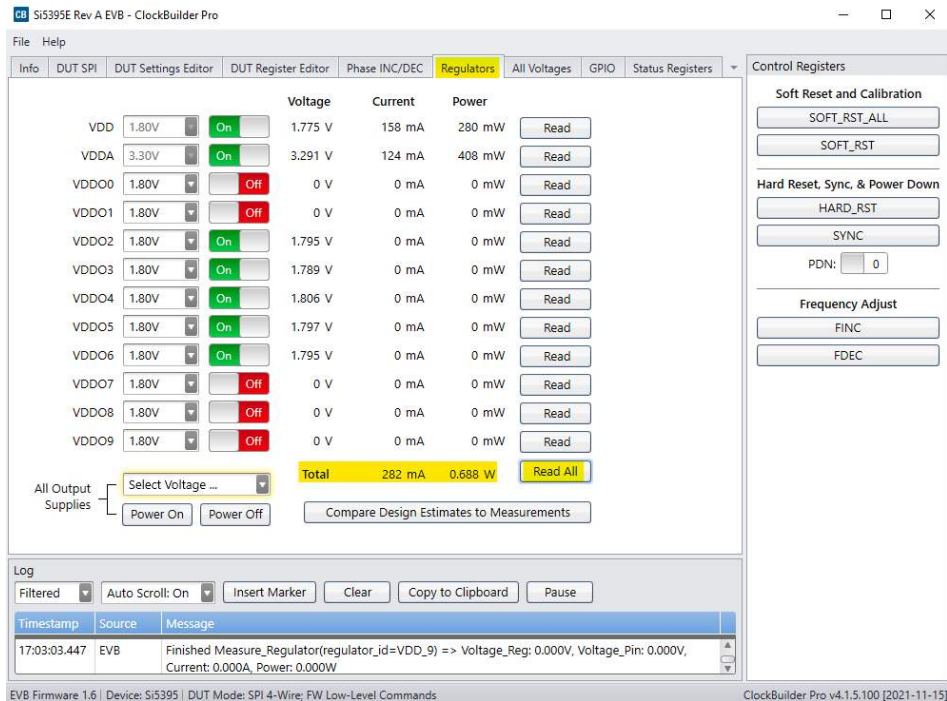 CB Si5395E Rev A EVB - ClockBuilder Pro
File Help
Info DUT SPI DUT Settings Editor DUT Register Editor Phase INC/DEC Regulators All Voltages GPIO Status Registers
Voltage Current Power
VDD 1.80V On 1.775 V 158 mA 280 mW Read
VDDA 3.30V On 3.291 V 124 mA 408 mW Read
VDDO0 1.80V Off 0 V 0 mA 0 mW Read
VDDO1 1.80V Off 0 V 0 mA 0 mW Read
VDDO2 1.80V On 1.795 V 0 mA 0 mW Read
VDDO3 1.80V On 1.789 V 0 mA 0 mW Read
VDDO4 1.80V On 1.806 V 0 mA 0 mW Read
VDDO5 1.80V On 1.797 V 0 mA 0 mW Read
VDDO6 1.80V On 1.795 V 0 mA 0 mW Read
VDDO7 1.80V Off 0 V 0 mA 0 mW Read
VDDO8 1.80V Off 0 V 0 mA 0 mW Read
VDDO9 1.80V Off 0 V 0 mA 0 mW Read
Total 282 mA 0.688 W Read All
All Output Supplies
Select Voltage ...
Power On Power Off
Compare Design Estimates to Measurements
Control Registers
Soft Reset and Calibration
SOFT_RST_ALL
SOFT_RST
Hard Reset, Sync, & Power Down
HARD_RST
SYNC
PDN: 0
Frequency Adjust
FINC
FDEC
Log
Filtered Auto Scroll: On Insert Marker Clear Copy to Clipboard Pause
Timestamp Source Message
17:03:03.447 EVB Finished Measure_Regulator(regulator_id=VDD_9) => Voltage_Reg: 0.000V, Voltage_Pin: 0.000V,
Current: 0.000A, Power: 0.000W
EVB Firmware 1.6 | Device: Si5395 | DUT Mode: SPI 4-Wire; FW Low-Level Commands ClockBuilder Pro v4.1.5.100 [2021-11-15]